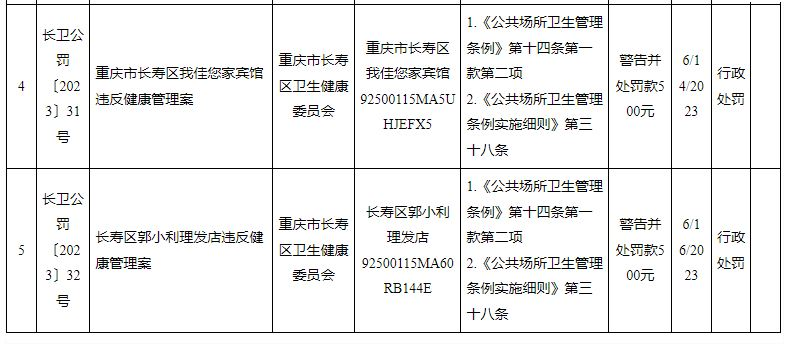 4
长卫公
罚
〔202
3〕31
号
重庆市长寿区我佳您家宾馆
违反健康管理案
重庆市长寿
区卫生健康
委员会
重庆市长寿区
我佳您家宾馆
92500115MA5U
HJEFX5
1.《公共场所卫生管理
条例》第十四条第一
款第二项
2.《公共场所卫生管理
条例实施细则》第三
十八条
警告并
处罚款5
00元
6/1
4/20
23
行政
处罚
5
长卫公
罚
〔202
3〕32
号
长寿区郭小利理发店违反健
康管理案
重庆市长寿
区卫生健康
委员会
长寿区郭小利
理发店
92500115MA60
RB144E
1.《公共场所卫生管理
条例》第十四条第一
款第二项
2.《公共场所卫生管理
条例实施细则》第三
十八条
警告并
处罚款5
00元
6/1
6/20
23
行政
处罚